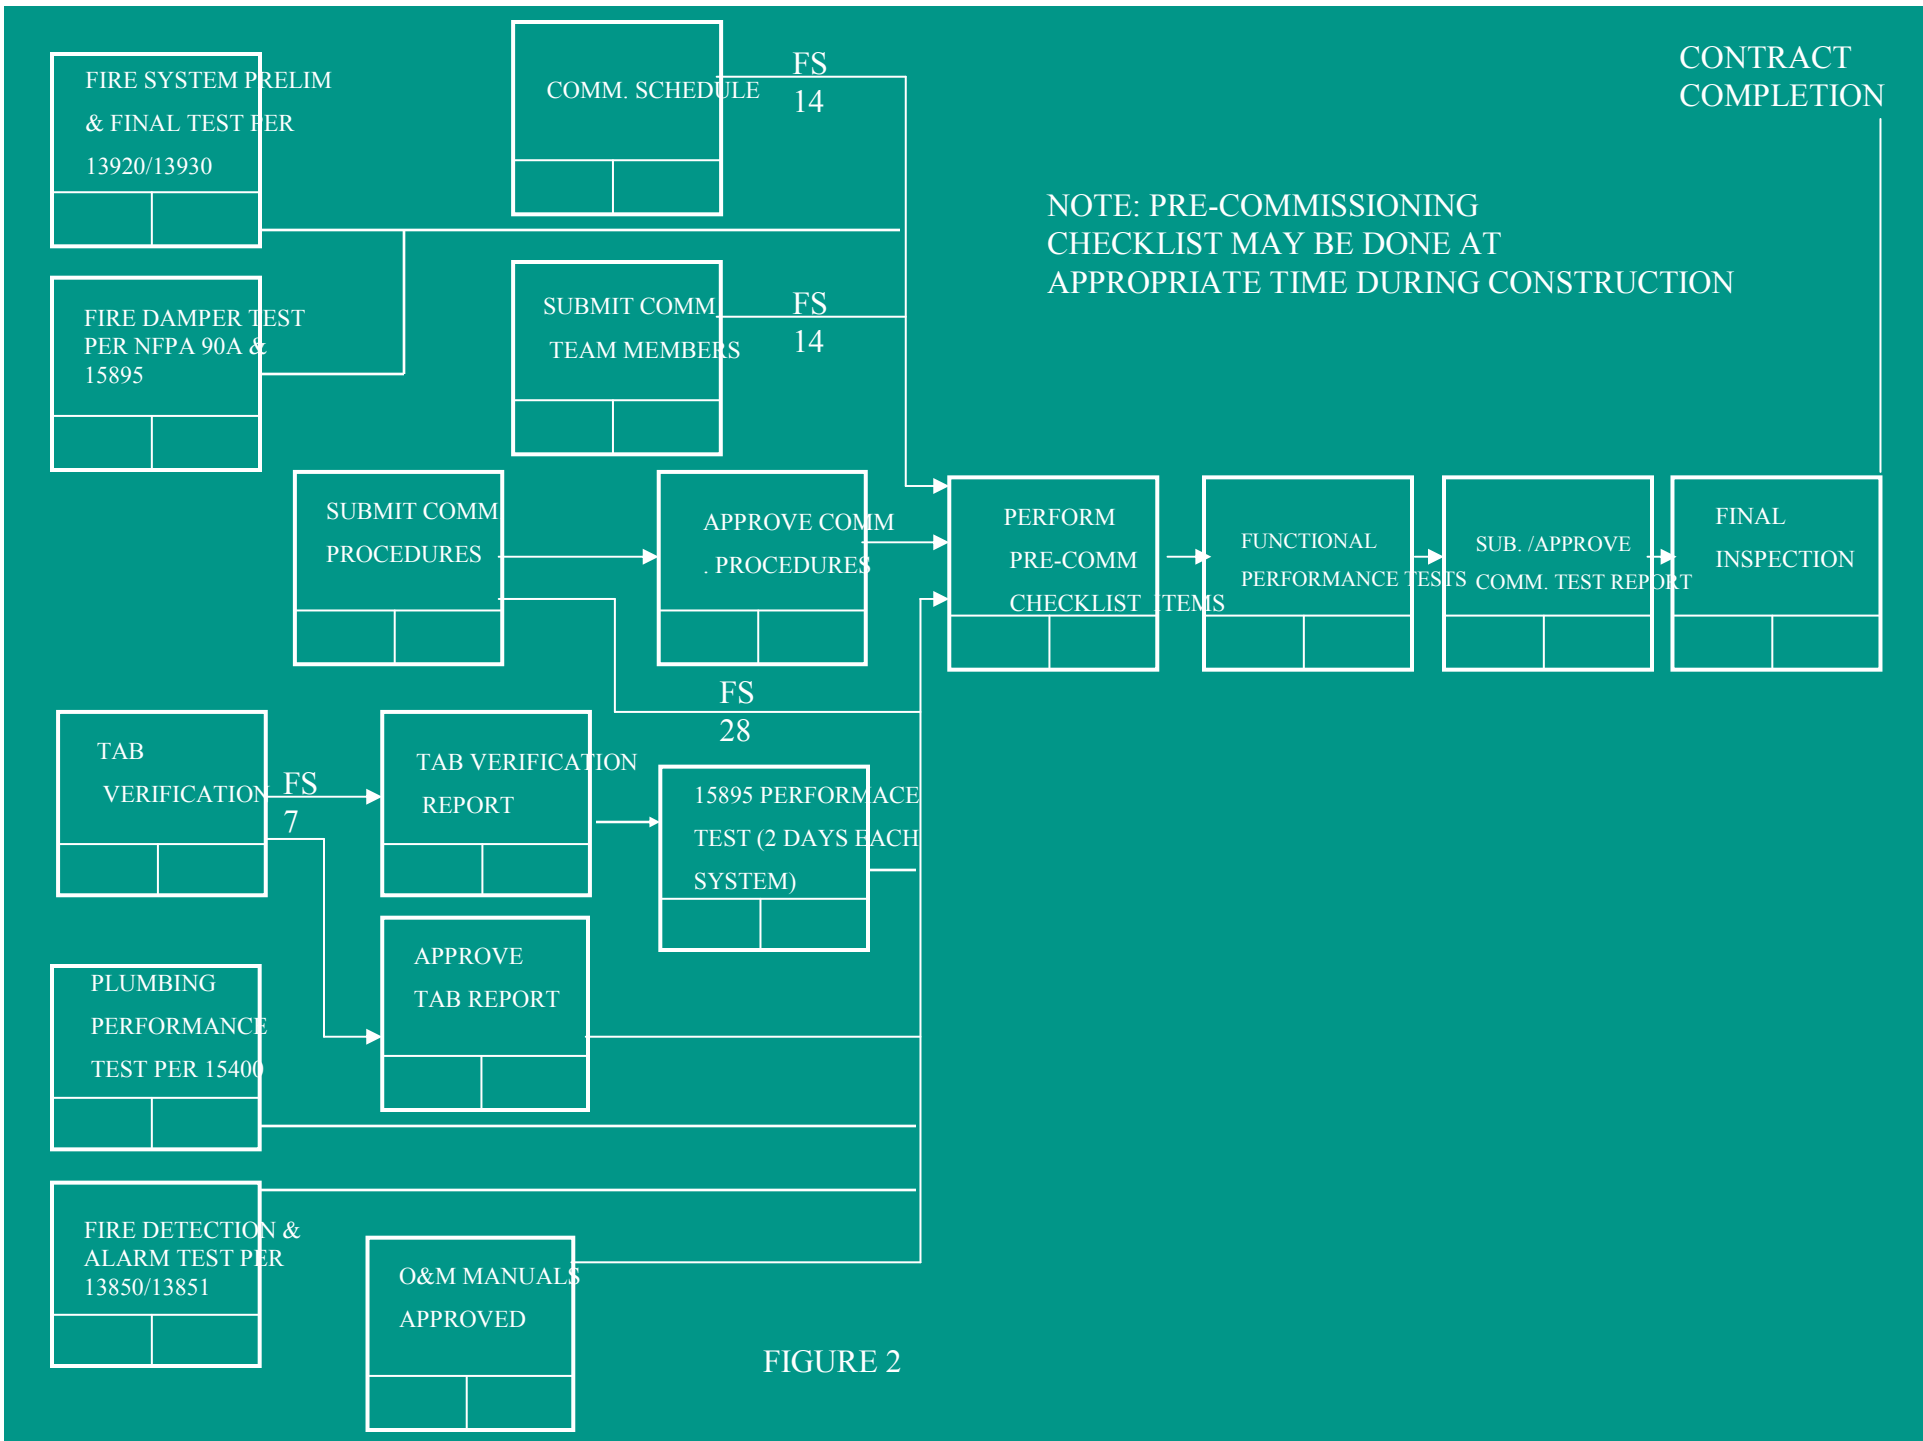 FIRE SYSTEM PRELIM
& FINAL TEST PER
13920/13930
COMM. SCHEDULE
FS
14
CONTRACT
COMPLETION
NOTE: PRE-COMMISSIONING
CHECKLIST MAY BE DONE AT
APPROPRIATE TIME DURING CONSTRUCTION
FIRE DAMPER TEST
PER NFPA 90A &
15895
SUBMIT COMM.
TEAM MEMBERS
FS
14
SUBMIT COMM.
PROCEDURES
APPROVE COMM
. PROCEDURES
PERFORM
PRE-COMM
CHECKLIST ITEMS
FUNCTIONAL
PERFORMANCE TESTS
SUB. /APPROVE
COMM. TEST REPORT
FINAL
INSPECTION
FS
28
TAB
VERIFICATION
FS
7
TAB VERIFICATION
REPORT
15895 PERFORMACE
TEST (2 DAYS EACH
SYSTEM)
APPROVE
TAB REPORT
PLUMBING
PERFORMANCE
TEST PER 15400
FIRE DETECTION &
ALARM TEST PER
13850/13851
O&M MANUALS
APPROVED
FIGURE 2